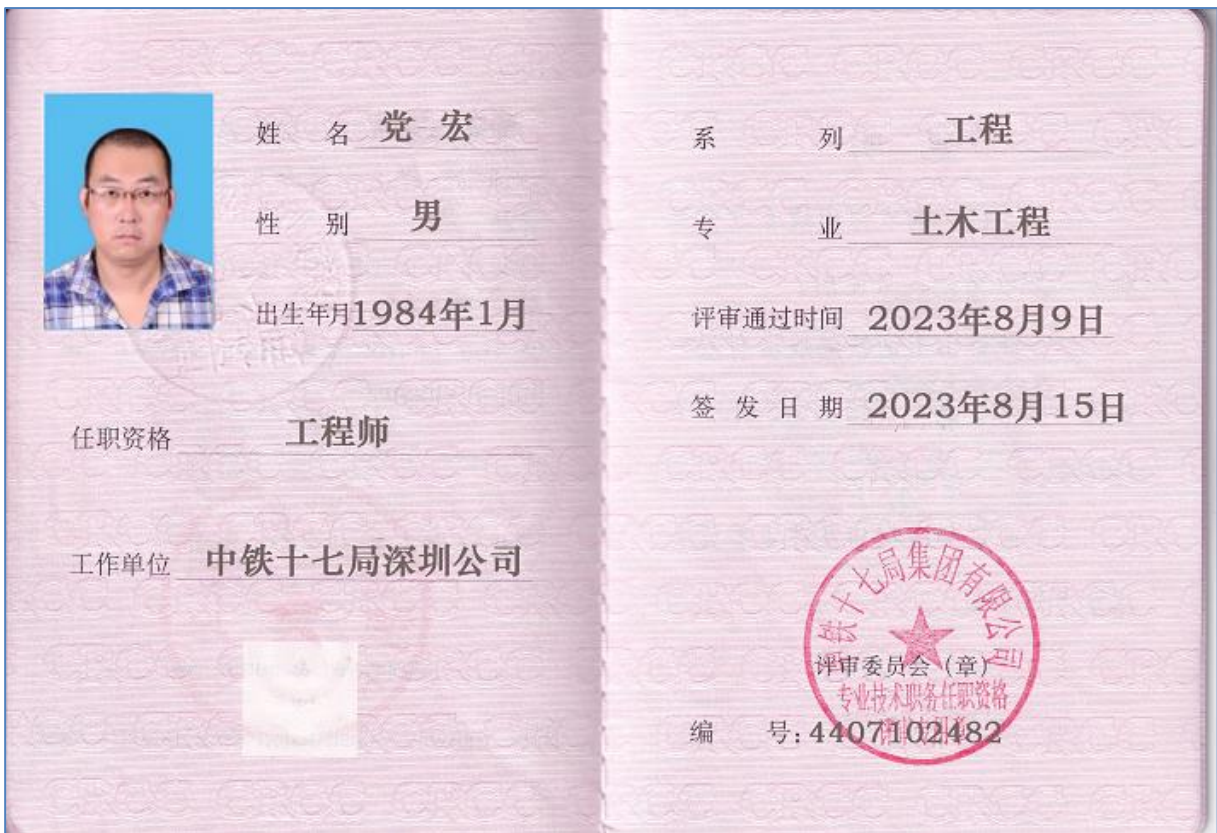 姓 名 党 宏
性 别 男
出生年月 1984年1月
任职资格 工程师
工作单位 中铁十七局深圳公司
系 列 工程
专 业 土木工程
评审通过时间 2023年8月9日
签发日期 2023年8月15日
中铁十七局集团有限公司
评审委员会（章）
专业技术职务任职资格
编 号:4407102482